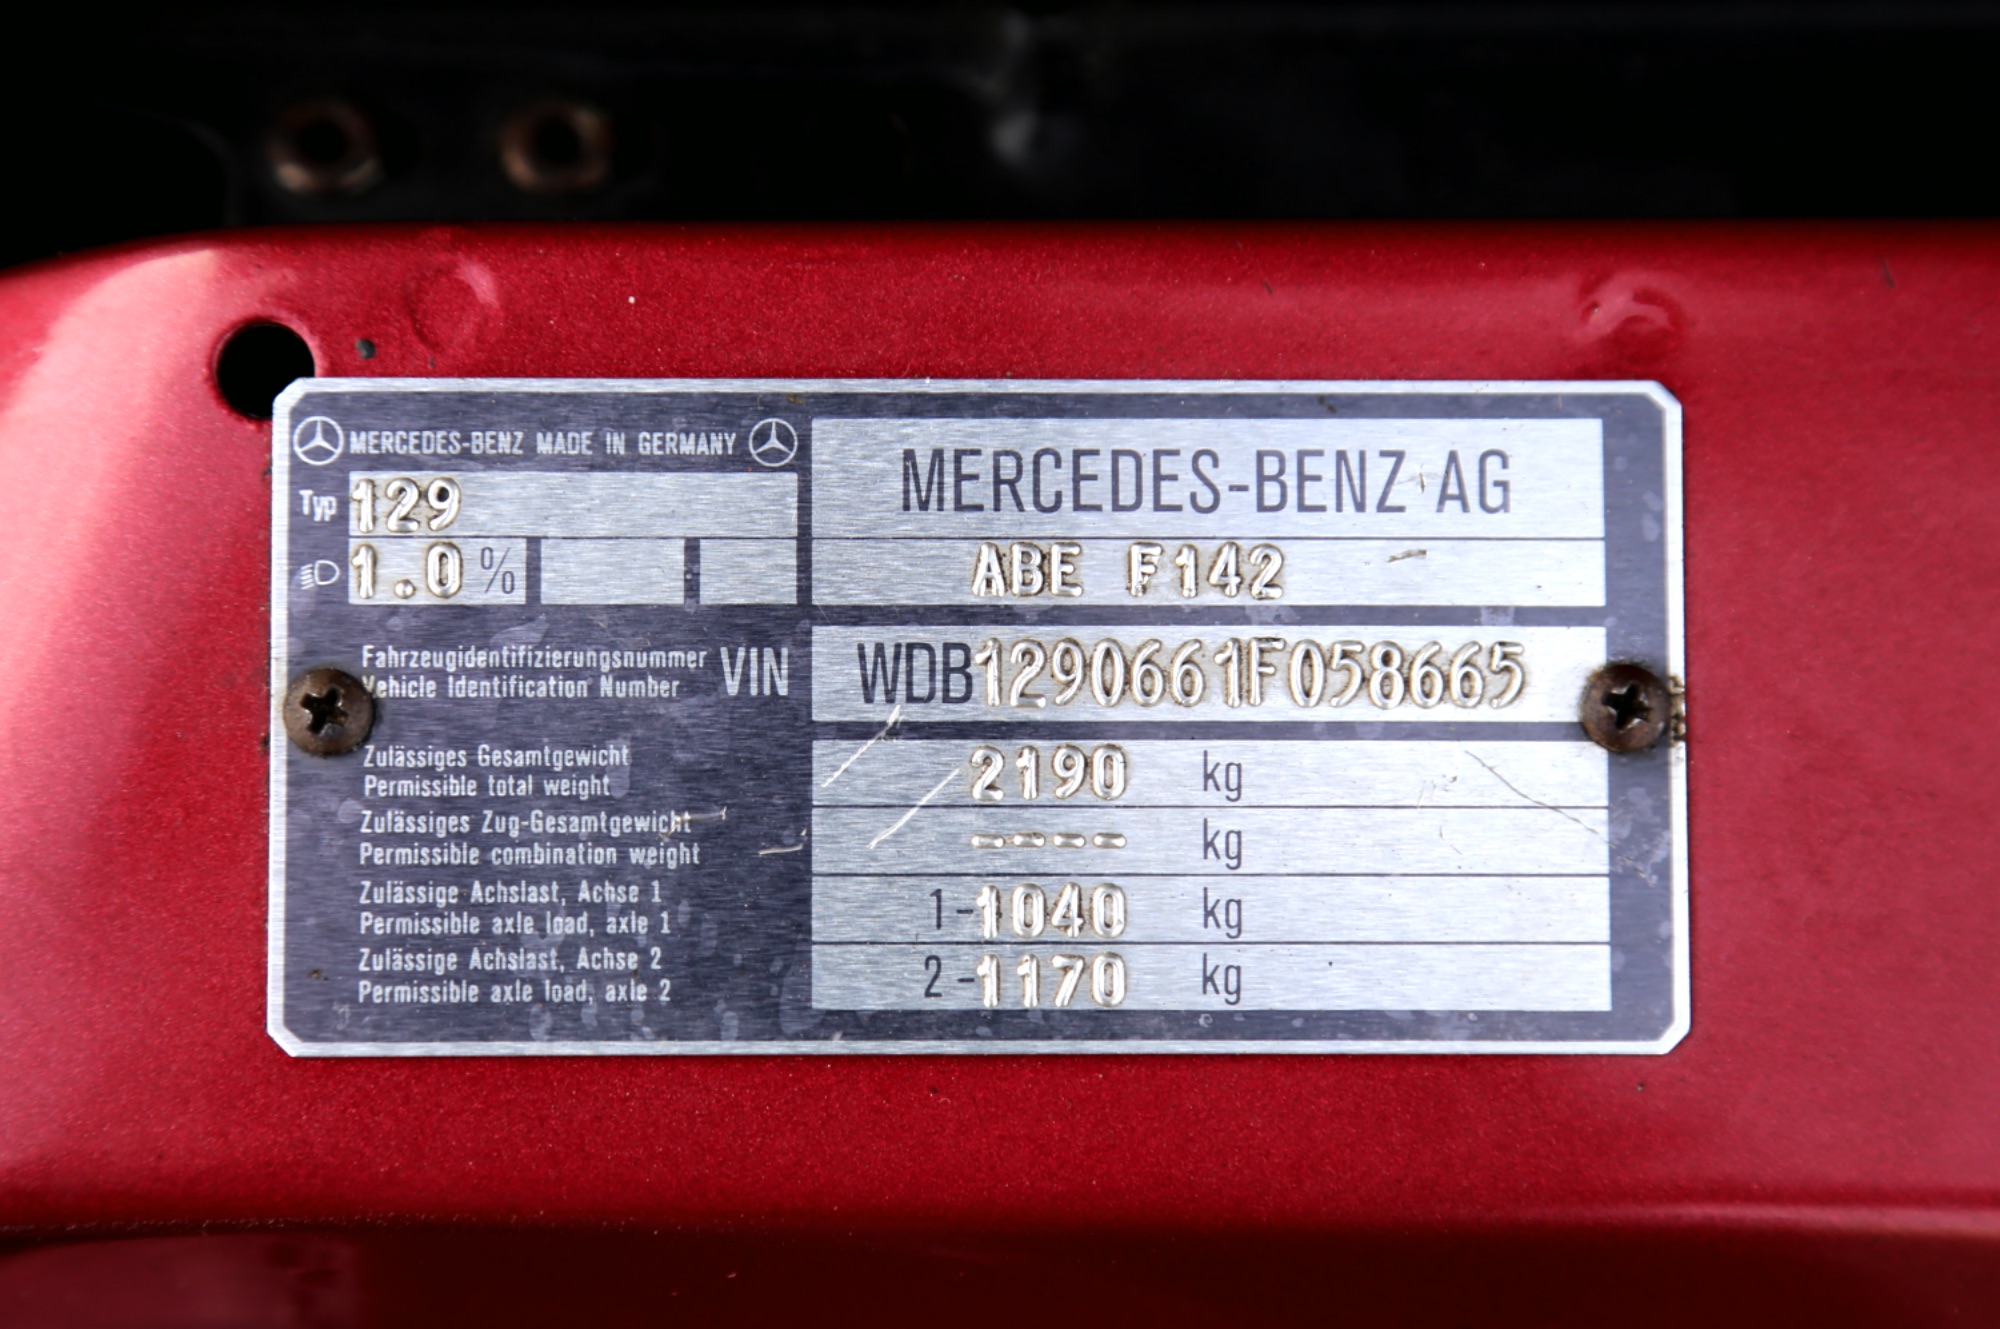 MERCEDES-BENZ MADE IN GERMANY
MERCEDES-BENZ AG
Typ 129
1.0 %
ABE F142
Fahrzeugidentifizierungsnummer
Vehicle Identification Number
VIN WDB1290661F058665
Zulässiges Gesamtgewicht
Permissible total weight
2190 kg
Zulässiges Zug-Gesamtgewicht
Permissible combination weight
---- kg
Zulässige Achslast, Achse 1
Permissible axle load, axle 1
1-1040 kg
Zulässige Achslast, Achse 2
Permissible axle load, axle 2
2-1170 kg